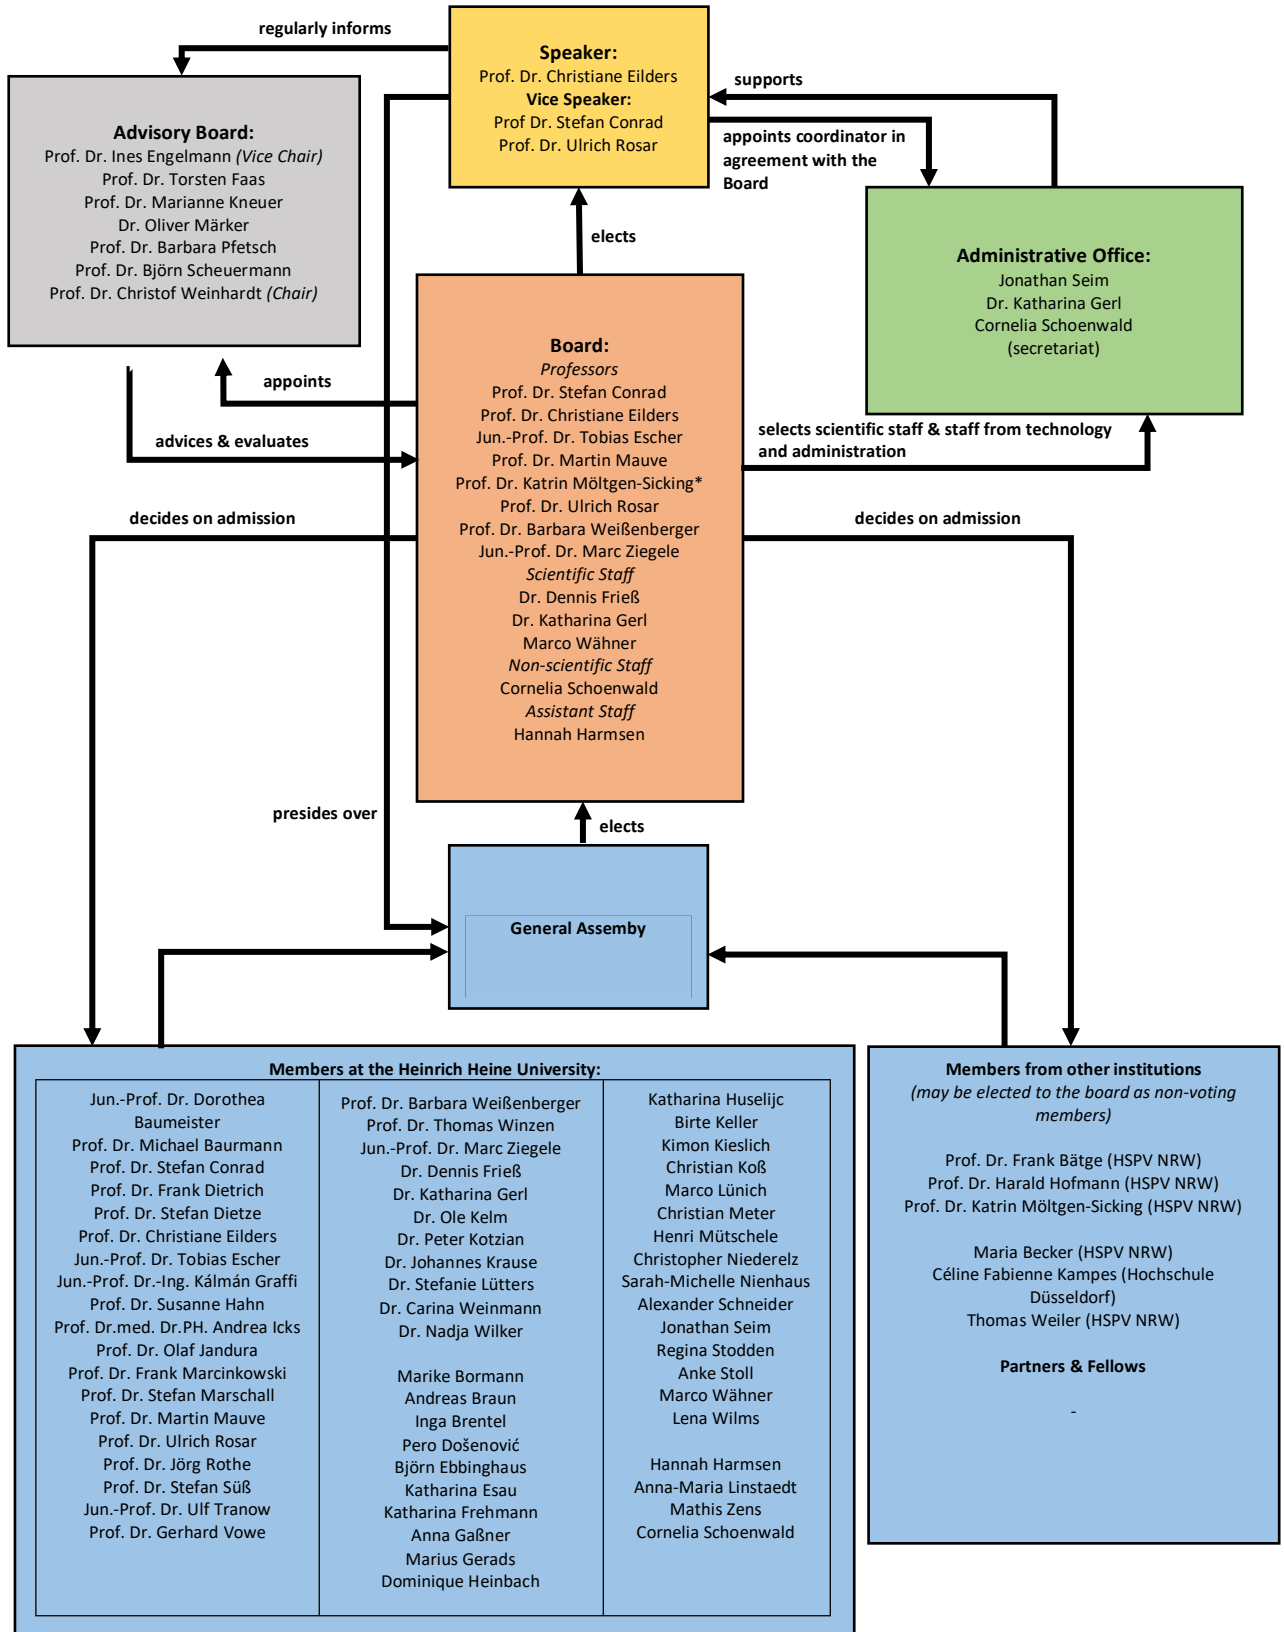 regularly informs
Speaker:
Prof. Dr. Christiane Eilders
Vice Speaker:
Prof Dr. Stefan Conrad
Prof. Dr. Ulrich Rosar
supports
appoints coordinator in
agreement with the
Board
Advisory Board:
Prof. Dr. Ines Engelmann (Vice Chair)
Prof. Dr. Torsten Faas
Prof. Dr. Marianne Kneuer
Dr. Oliver Märker
Prof. Dr. Barbara Pfetsch
Prof. Dr. Björn Scheuermann
Prof. Dr. Christof Weinhardt (Chair)
elects
Administrative Office:
Jonathan Seim
Dr. Katharina Gerl
Cornelia Schoenwald
(secretariat)
appoints
advices & evaluates
Board:
Professors
Prof. Dr. Stefan Conrad
Prof. Dr. Christiane Eilders
Jun.-Prof. Dr. Tobias Escher
Prof. Dr. Martin Mauve
Prof. Dr. Katrin Möltgen-Sicking*
Prof. Dr. Ulrich Rosar
Prof. Dr. Barbara Weißenberger
Jun.-Prof. Dr. Marc Ziegele
Scientific Staff
Dr. Dennis Frieß
Dr. Katharina Gerl
Marco Wähner
Non-scientific Staff
Cornelia Schoenwald
Assistant Staff
Hannah Harmsen
selects scientific staff & staff from technology
and administration
decides on admission
decides on admission
presides over
elects
General Assemby
Members at the Heinrich Heine University:
Jun.-Prof. Dr. Dorothea
Baumeister
Prof. Dr. Michael Baurmann
Prof. Dr. Stefan Conrad
Prof. Dr. Frank Dietrich
Prof. Dr. Stefan Dietze
Prof. Dr. Christiane Eilders
Jun.-Prof. Dr. Tobias Escher
Jun.-Prof. Dr.-Ing. Kálmán Graffi
Prof. Dr. Susanne Hahn
Prof. Dr.med. Dr.PH. Andrea Icks
Prof. Dr. Olaf Jandura
Prof. Dr. Frank Marcinkowski
Prof. Dr. Stefan Marschall
Prof. Dr. Martin Mauve
Prof. Dr. Ulrich Rosar
Prof. Dr. Jörg Rothe
Prof. Dr. Stefan Süß
Jun.-Prof. Dr. Ulf Tranow
Prof. Dr. Gerhard Vowe
Prof. Dr. Barbara Weißenberger
Prof. Dr. Thomas Winzen
Jun.-Prof. Dr. Marc Ziegele
Dr. Dennis Frieß
Dr. Katharina Gerl
Dr. Ole Kelm
Dr. Peter Kotzian
Dr. Johannes Krause
Dr. Stefanie Lütters
Dr. Carina Weinmann
Dr. Nadja Wilker
Marike Bormann
Andreas Braun
Inga Brentel
Pero Došenović
Björn Ebbinghaus
Katharina Esau
Katharina Frehmann
Anna Gaßner
Marius Gerads
Dominique Heinbach
Katharina Huselijc
Birte Keller
Kimon Kieslich
Christian Koß
Marco Lünich
Christian Meter
Henri Mütschele
Christopher Niederelz
Sarah-Michelle Nienhaus
Alexander Schneider
Jonathan Seim
Regina Stodden
Anke Stoll
Marco Wähner
Lena Wilms
Hannah Harmsen
Anna-Maria Linstaedt
Mathis Zens
Cornelia Schoenwald
Members from other institutions
(may be elected to the board as non-voting
members)
Prof. Dr. Frank Bätge (HSPV NRW)
Prof. Dr. Harald Hofmann (HSPV NRW)
Prof. Dr. Katrin Möltgen-Sicking (HSPV NRW)
Maria Becker (HSPV NRW)
Céline Fabienne Kampes (Hochschule
Düsseldorf)
Thomas Weiler (HSPV NRW)
Partners & Fellows
-